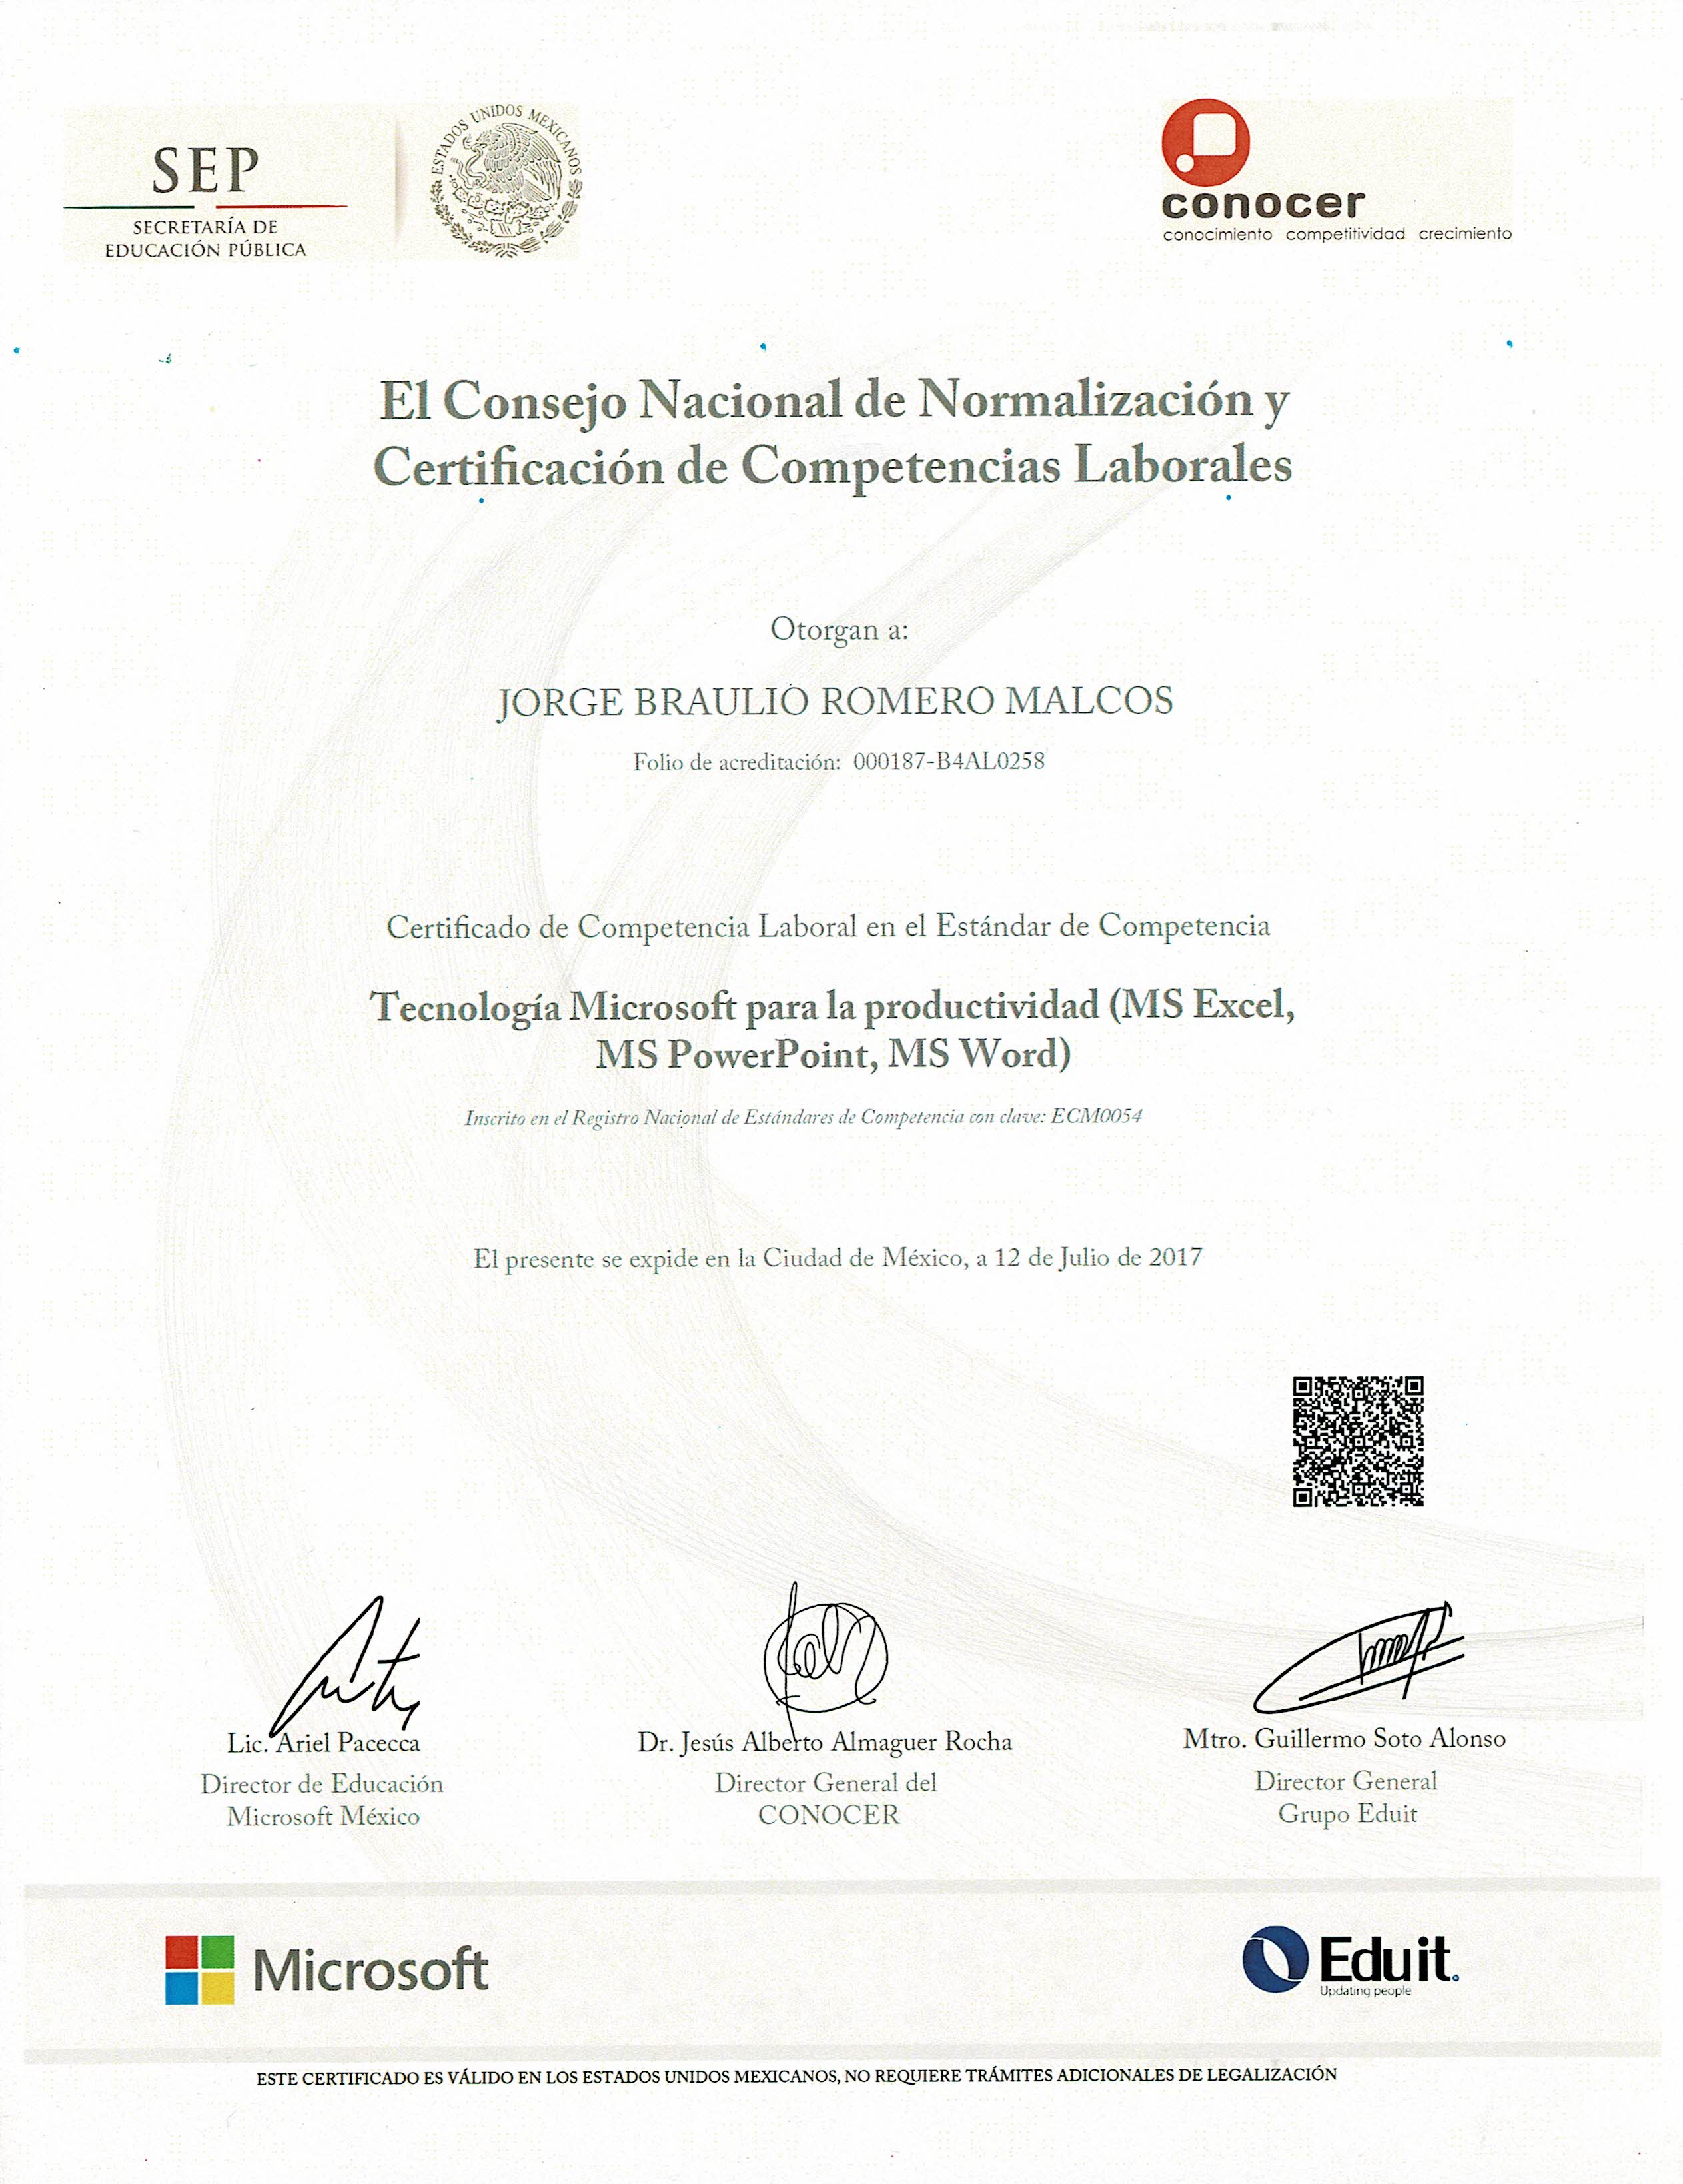 SEP
SECRETARÍA DE
EDUCACIÓN PÚBLICA
ESTADOS UNIDOS MEXICANOS
conocer
conocimiento competitividad crecimiento
El Consejo Nacional de Normalización y
Certificación de Competencias Laborales
Otorgan a:
JORGE BRAULIO ROMERO MALCOS
Folio de acreditación: 000187-B4AL0258
Certificado de Competencia Laboral en el Estándar de Competencia
Tecnología Microsoft para la productividad (MS Excel,
MS PowerPoint, MS Word)
Inscrito en el Registro Nacional de Estándares de Competencia con clave: ECM0054
El presente se expide en la Ciudad de México, a 12 de Julio de 2017
Lic. Ariel Pacecca
Director de Educación
Microsoft México
Dr. Jesús Alberto Almaguer Rocha
Director General del
CONOCER
Mtro. Guillermo Soto Alonso
Director General
Grupo Eduit
Microsoft
Eduit.
Updating people
ESTE CERTIFICADO ES VÁLIDO EN LOS ESTADOS UNIDOS MEXICANOS, NO REQUIERE TRÁMITES ADICIONALES DE LEGALIZACIÓN